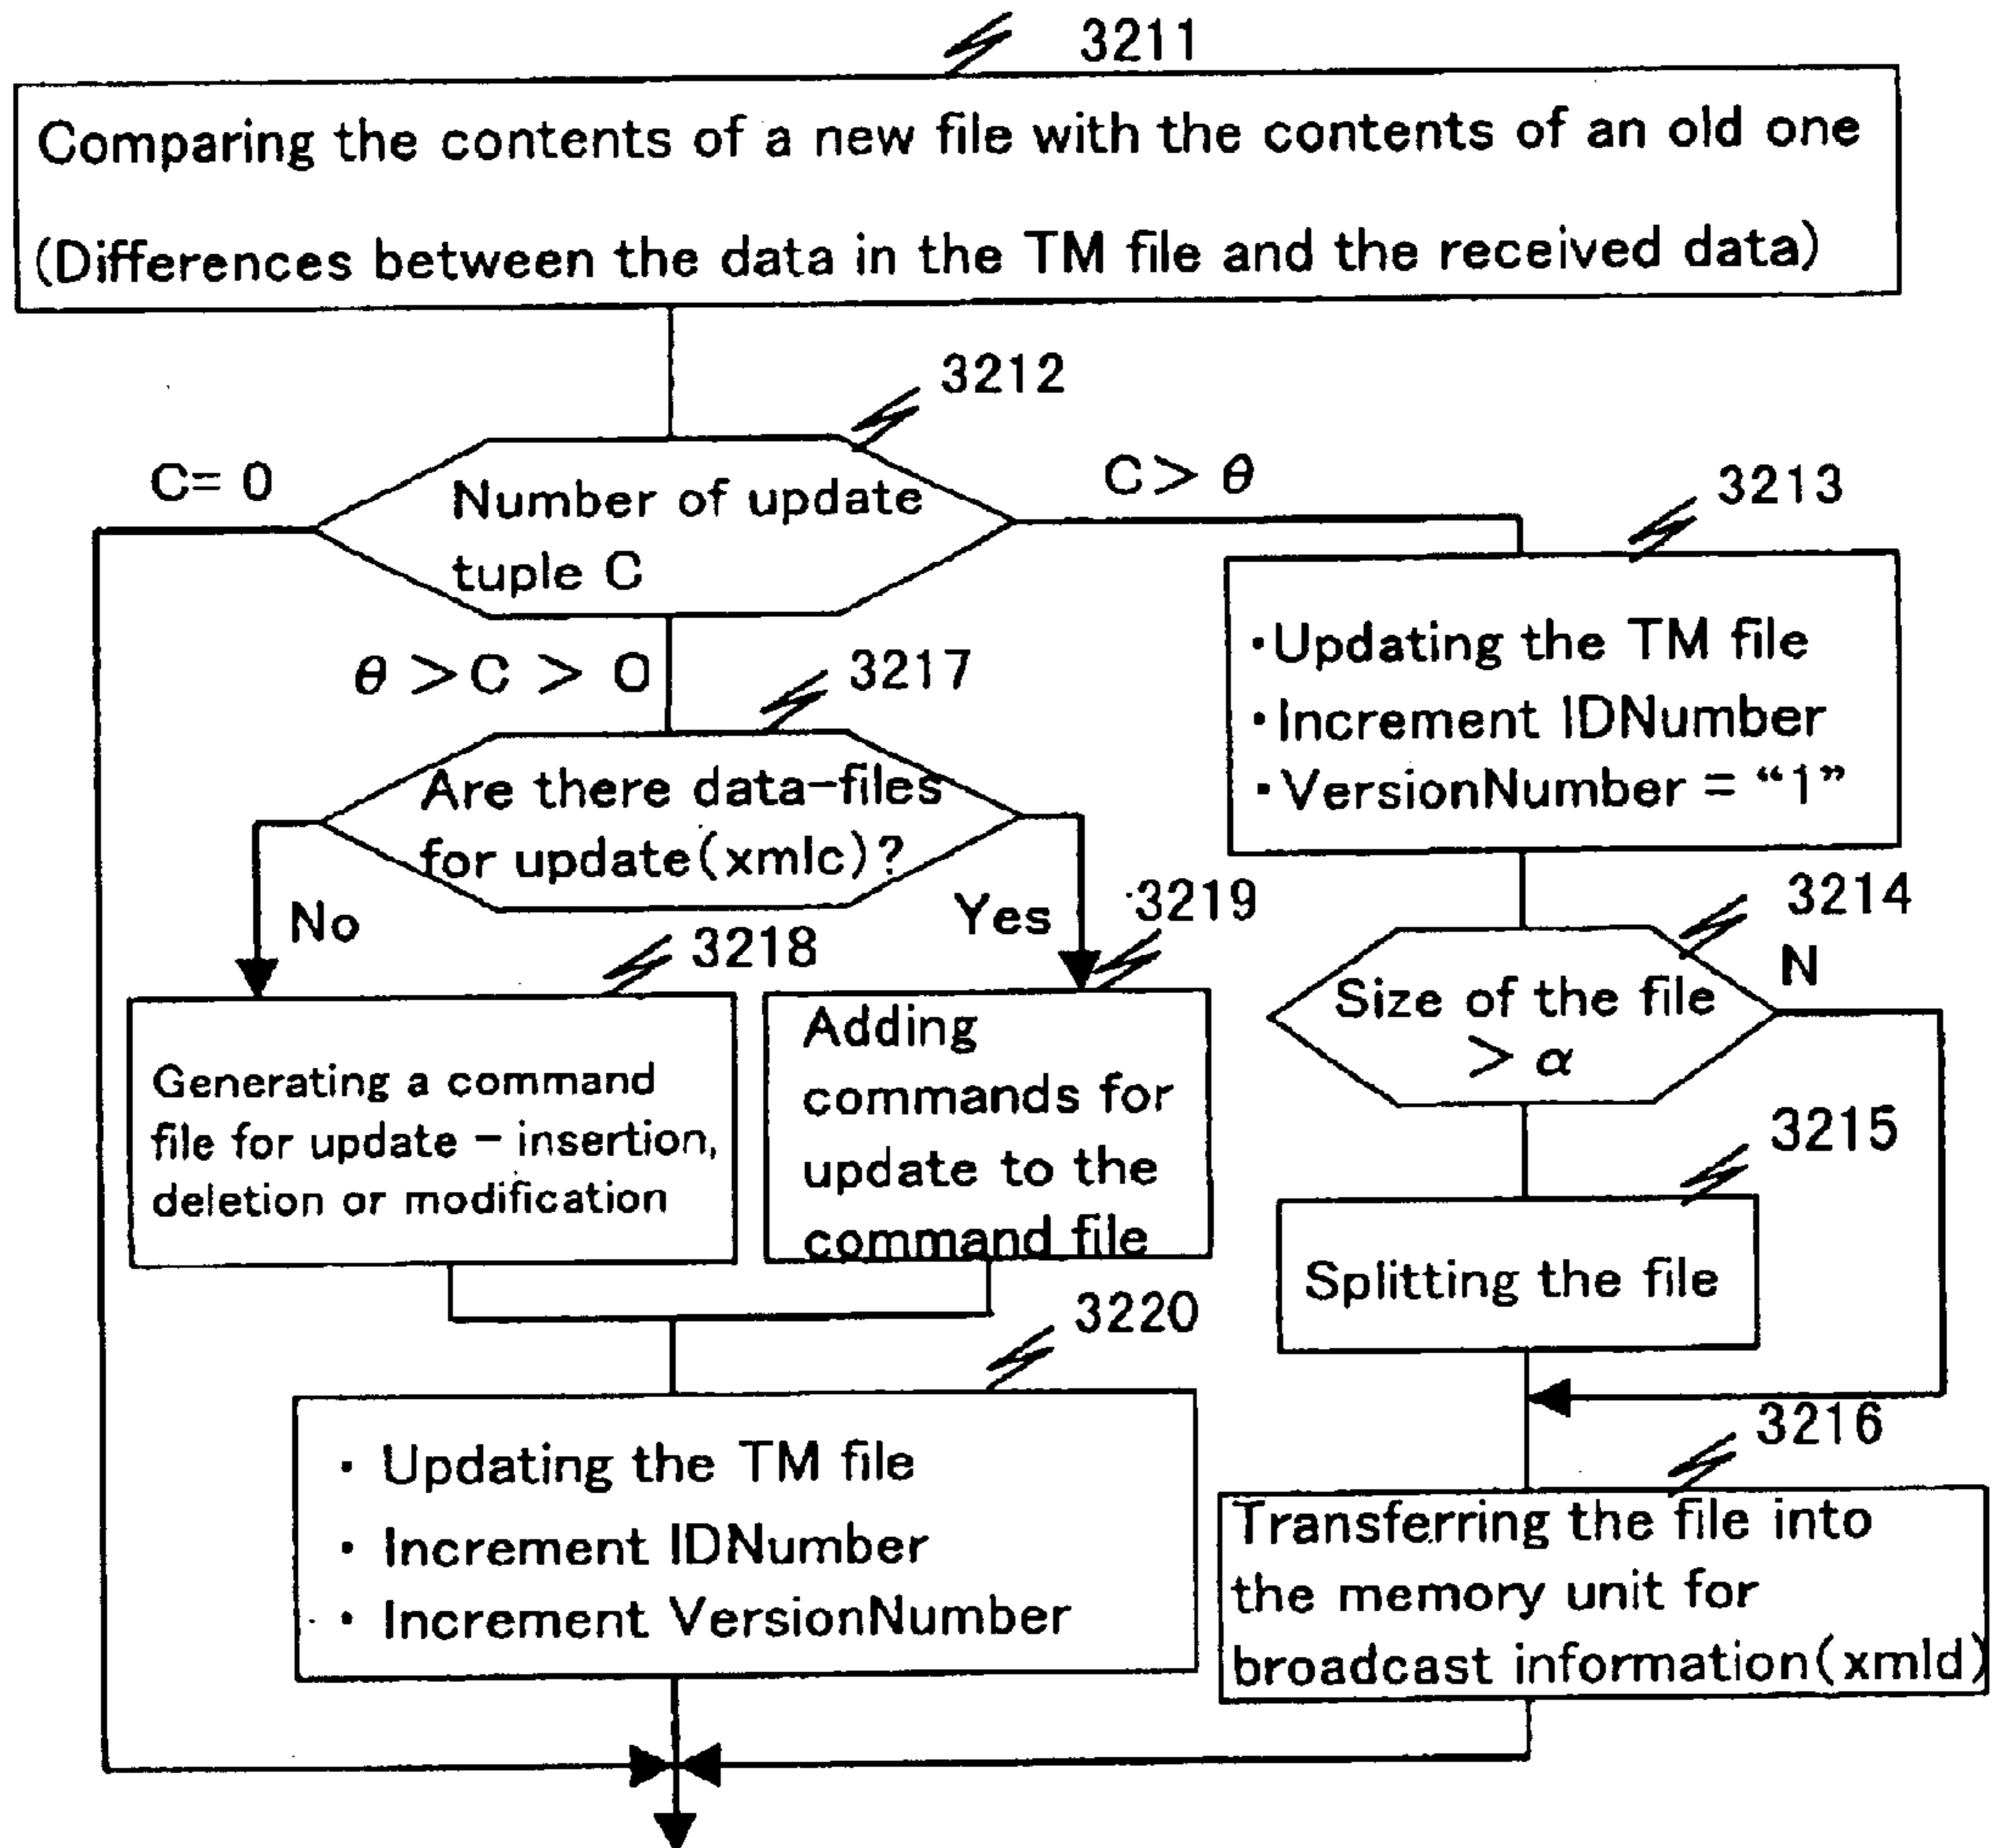 3211
Comparing the contents of a new file with the contents of an old one
(Differences between the data in the TM file and the received data)
3212
C= 0
Number of update
tuple C
C> θ
3213
・Updating the TM file
・Increment IDNumber
・VersionNumber = “1”
θ >C > 0
3217
Are there data-files
for update(xmlc)?
No
Yes
3218
Generating a command
file for update - insertion,
deletion or modification
3219
Adding
commands for
update to the
command file
3214
Size of the file
> α
N
3215
Splitting the file
3220
・ Updating the TM file
・ Increment IDNumber
・ Increment VersionNumber
3216
Transferring the file into
the memory unit for
broadcast information(xmld)